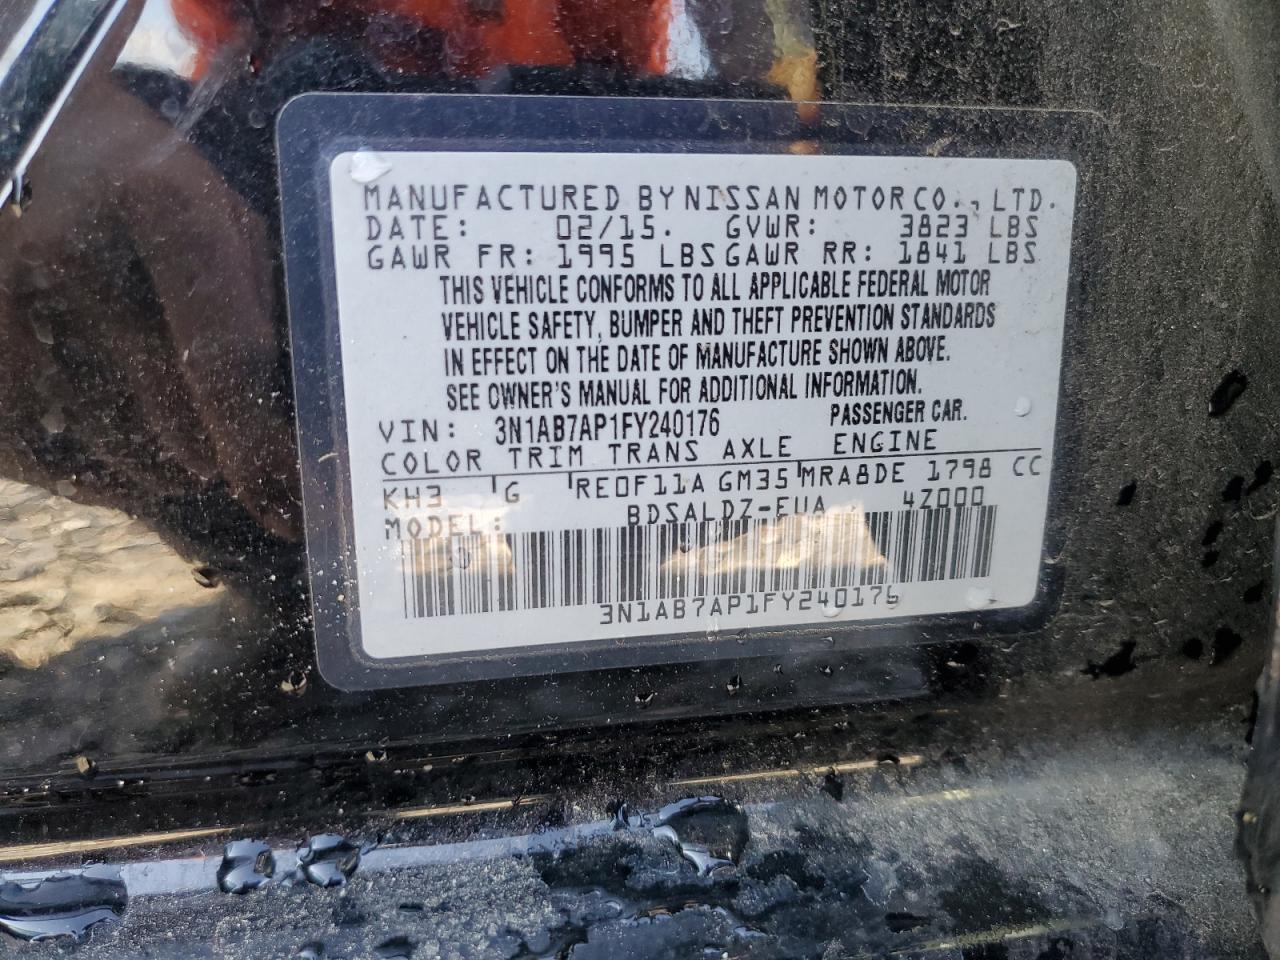 MANUFACTURED BY NISSAN MOTOR CO., LTD.
DATE: 02/15. GVWR: 3823 LBS
GAWR FR: 1995 LBS GAWR RR: 1841 LBS
THIS VEHICLE CONFORMS TO ALL APPLICABLE FEDERAL MOTOR
VEHICLE SAFETY, BUMPER AND THEFT PREVENTION STANDARDS
IN EFFECT ON THE DATE OF MANUFACTURE SHOWN ABOVE.
SEE OWNER'S MANUAL FOR ADDITIONAL INFORMATION.
VIN: 3N1AB7AP1FY240176 PASSENGER CAR.
COLOR TRIM TRANS AXLE ENGINE
KH3 G RE0F11A GM35 MRA8DE 1798 CC
MODEL: BDSALDZ-EUA 4Z000
3N1AB7AP1FY240176